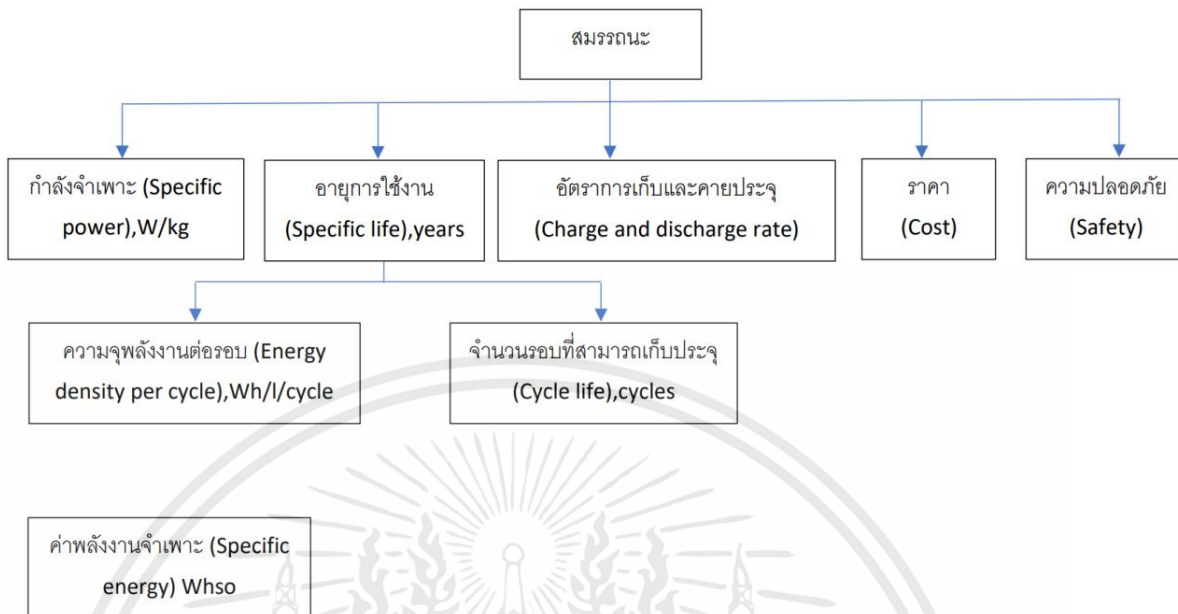 สมรรถนะ
กำลังจำเพาะ (Specific
power),W/kg
อายุการใช้งาน
(Specific life),years
อัตราการเก็บและคายประจุ
(Charge and discharge rate)
ราคา
(Cost)
ความปลอดภัย
(Safety)
ความจุพลังงานต่อรอบ (Energy
density per cycle),Wh/l/cycle
จำนวนรอบที่สามารถเก็บประจุ
(Cycle life),cycles
ค่าพลังงานจำเพาะ (Specific
energy) Whso